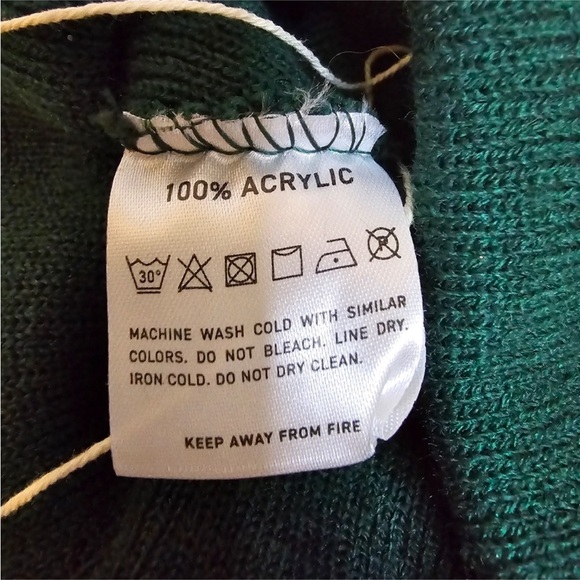 100% ACRYLIC
30°
P
MACHINE WASH COLD WITH SIMILAR
COLORS. DO NOT BLEACH. LINE DRY.
IRON COLD. DO NOT DRY CLEAN.
KEEP AWAY FROM FIRE